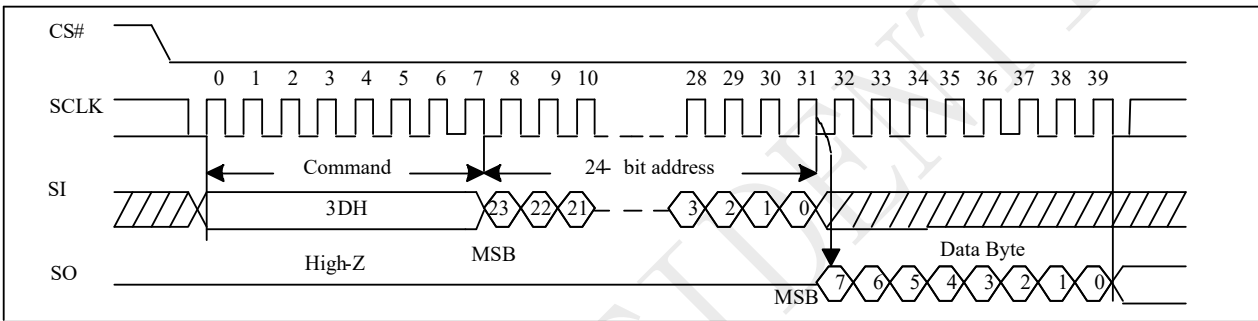 CS#
0 1 2 3 4 5 6 7 8 9 10 28 29 30 31 32 33 34 35 36 37 38 39
SCLK
Command 24- bit address
SI
3DH 23 22 21 3 2 1 0
High-Z MSB Data Byte
SO
MSB 7 6 5 4 3 2 1 0